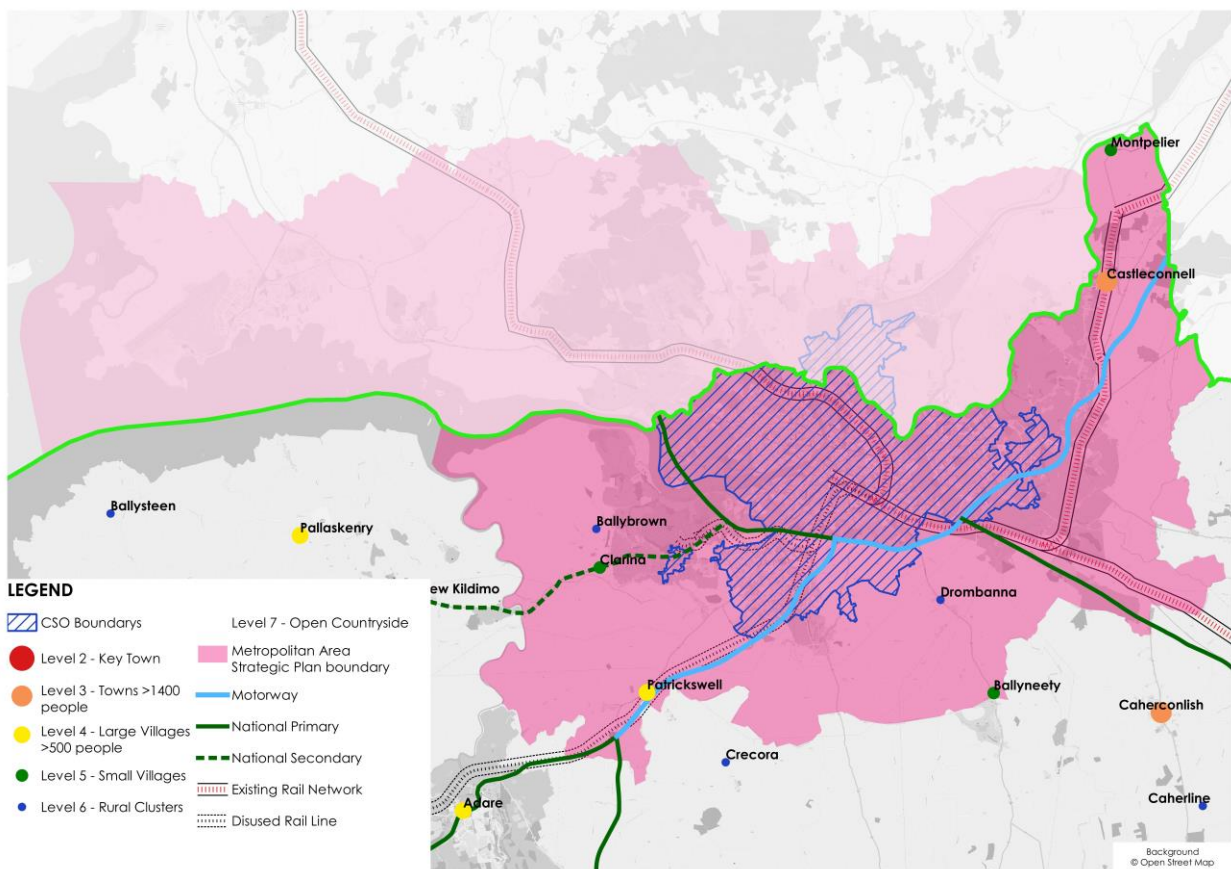 Montpelier
Castleconnell
Ballysteen
Pallaskenry
Ballybrown
Clarina
ew Kildimo
Drombanna
Patrickswell
Ballyneety
Caherconlish
Crecora
Adare
Caherline
LEGEND
CSO Boundarys
Level 2 - Key Town
Level 3 - Towns >1400
people
Level 4 - Large Villages
>500 people
Level 5 - Small Villages
Level 6 - Rural Clusters
Level 7 - Open Countryside
Metropolitan Area
Strategic Plan boundary
Motorway
National Primary
National Secondary
Existing Rail Network
Disused Rail Line
Background
© Open Street Map